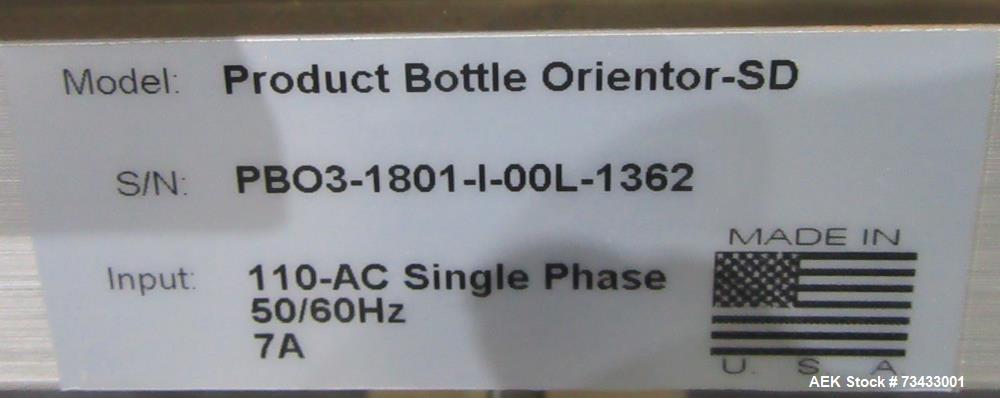 Model: Product Bottle Orientor-SD
S/N: PBO3-1801-I-00L-1362
Input: 110-AC Single Phase
50/60Hz
7A
MADE IN
U. S A
AEK Stock # 73433001